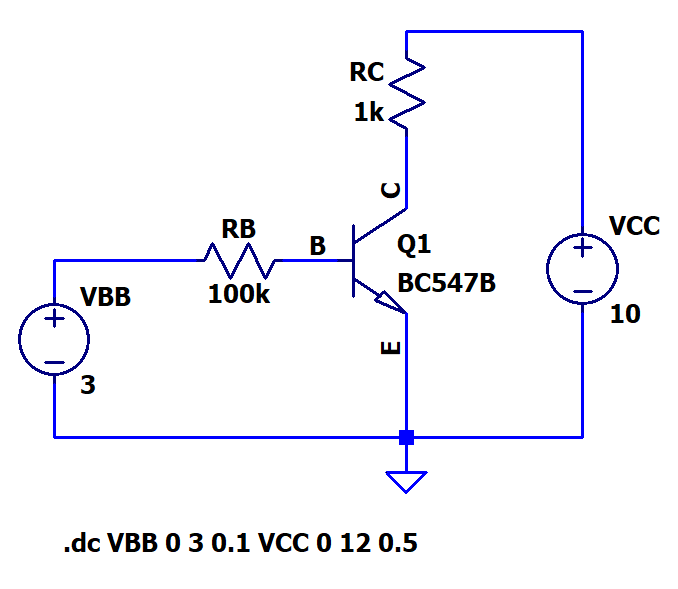 RC
1k
C
RB
B
Q1
VCC
100k
BC547B
VBB
10
E
3
.dc VBB 0 3 0.1 VCC 0 12 0.5